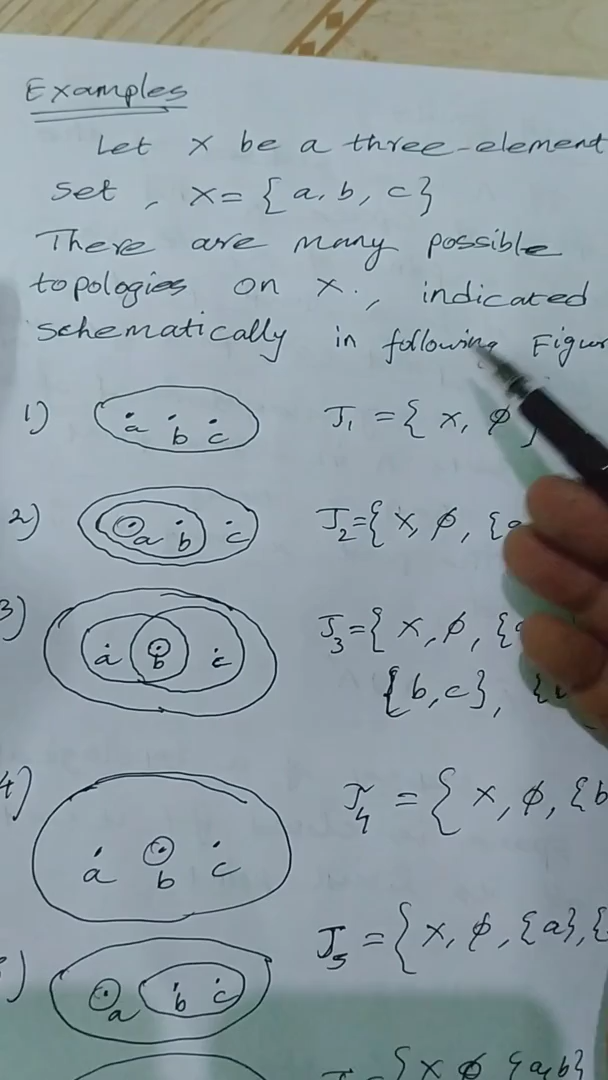 Examples
Let X be a three-element
set, X = {a, b, c}
There are many possible
topologies on X., indicated
schematically in following Figur
1) a b c J₁ = { X, φ }
2) a b c J₂ = { X, φ, {a
3) a b c J₃ = { X, φ, {
{b, c}, {
4) a b c J₄ = { X, φ, {b
a b c J₅ = { X, φ, {a}, {
{ X φ {a,b}